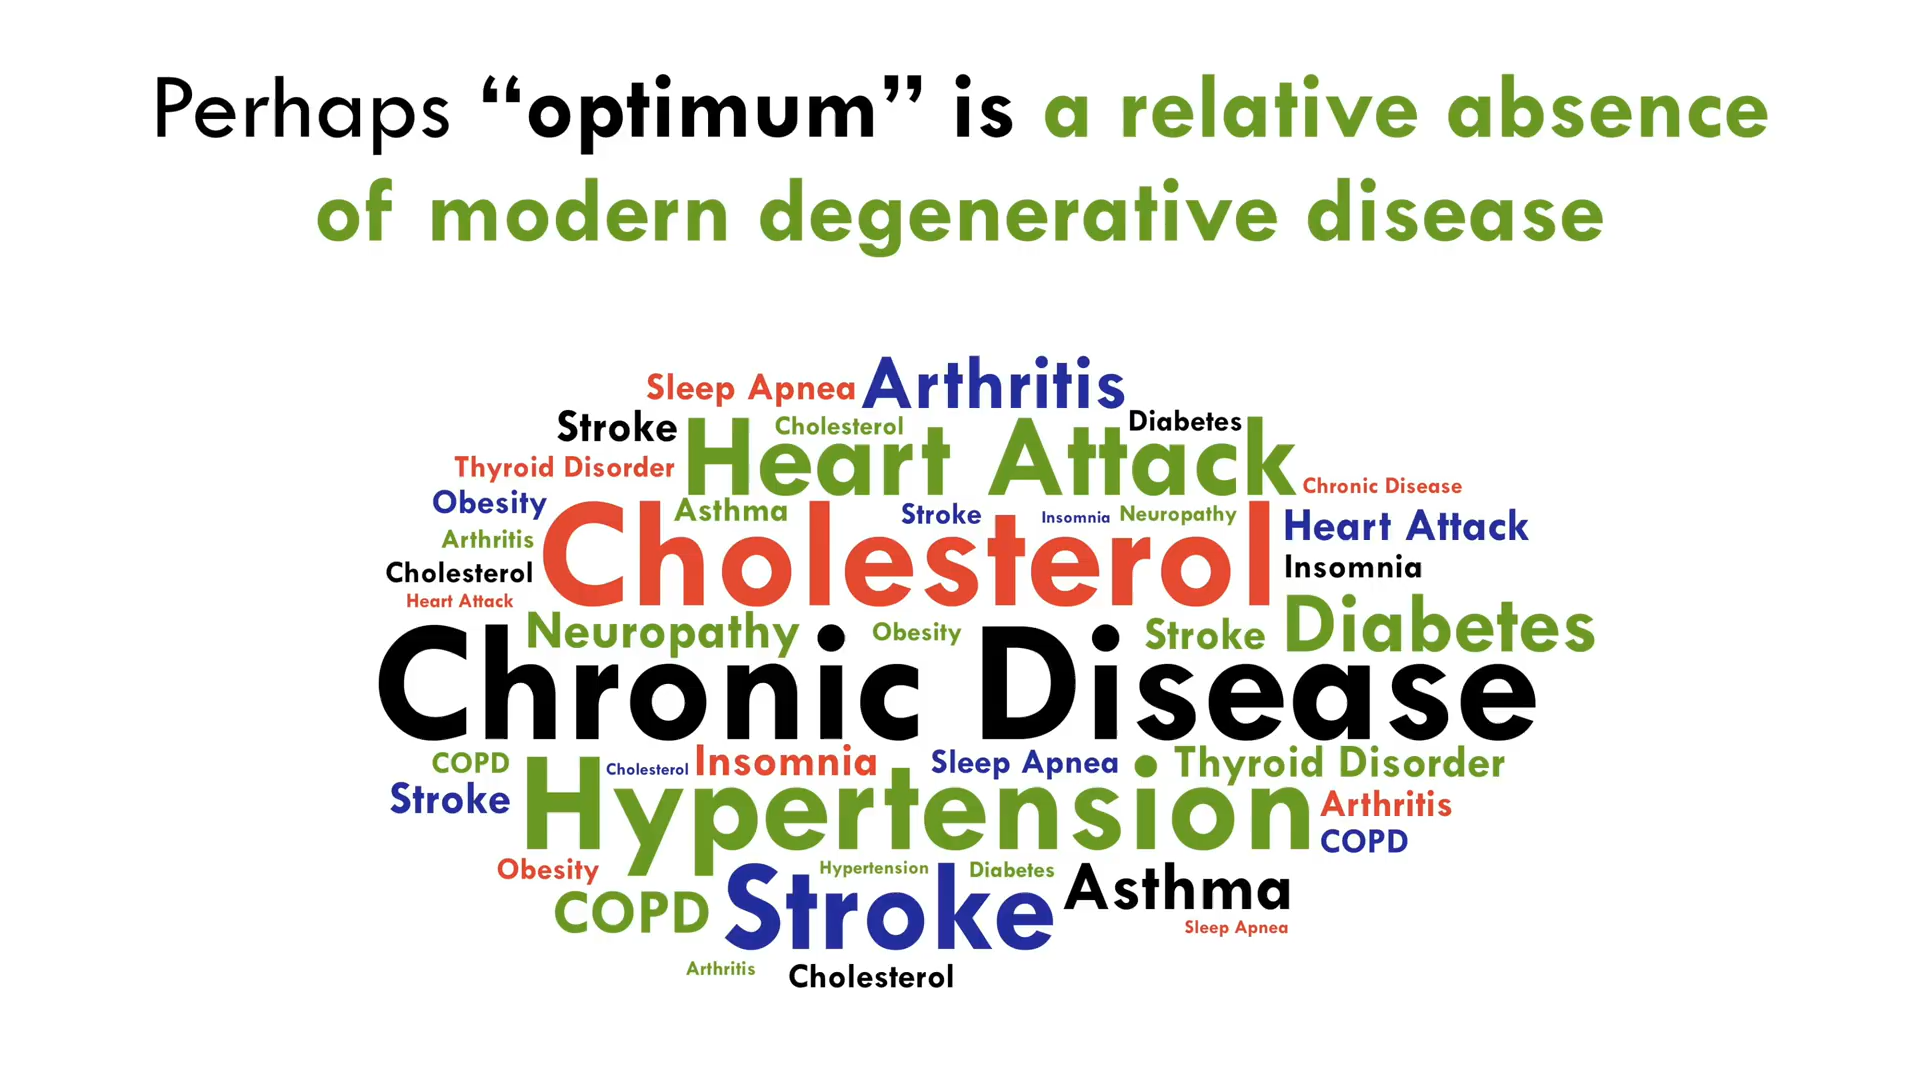 Perhaps “optimum” is a relative absence
of modern degenerative disease
Sleep Apnea Arthritis
Stroke Cholesterol Diabetes
Thyroid Disorder Heart Attack Chronic Disease
Obesity Asthma Stroke Insomnia Neuropathy Heart Attack
Arthritis Cholesterol Insomnia
Cholesterol
Heart Attack
Neuropathy Obesity Stroke Diabetes
Chronic Disease
COPD Cholesterol Insomnia Sleep Apnea Thyroid Disorder
Stroke Hypertension Arthritis
COPD
Obesity Hypertension Diabetes Asthma
COPD Stroke Sleep Apnea
Arthritis Cholesterol